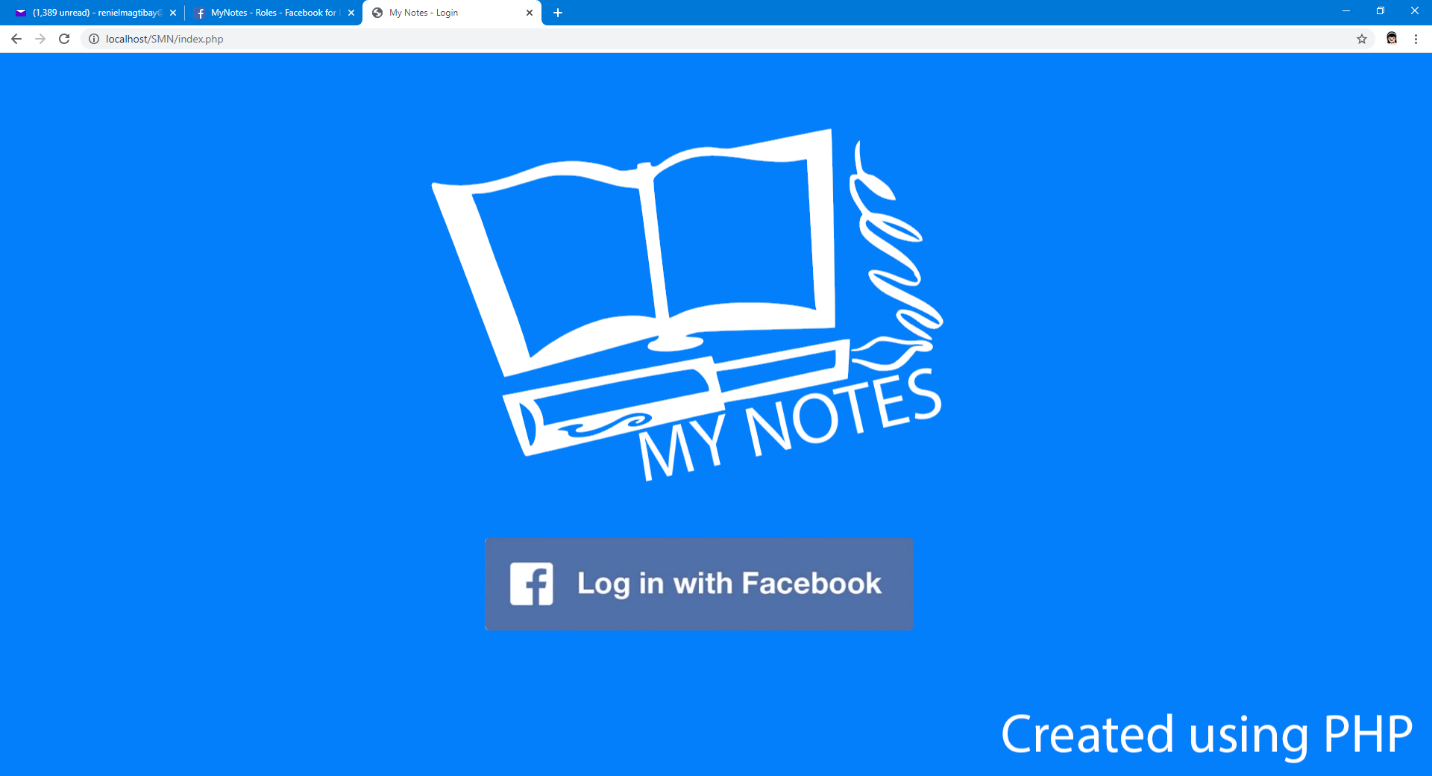 (1,389 unread) - renielmagtibay@
MyNotes - Roles - Facebook for
My Notes - Login
localhost/SMN/index.php
MY NOTES
Log in with Facebook
Created using PHP